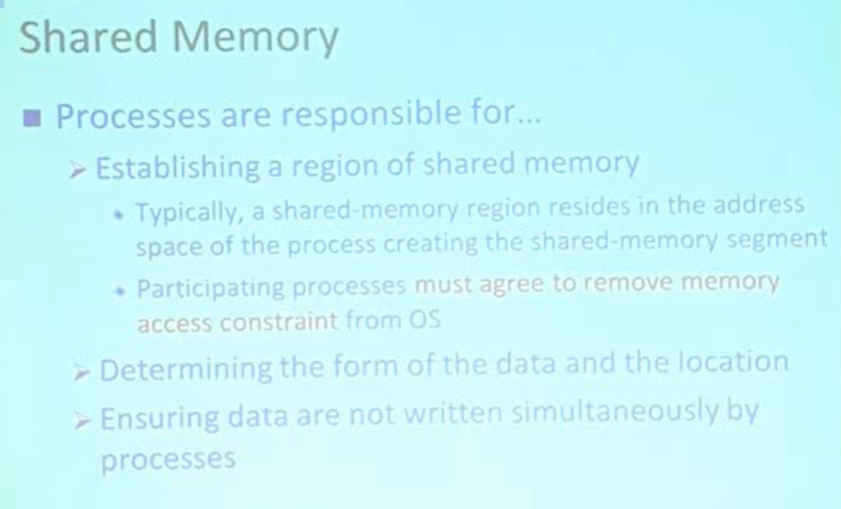 Shared Memory
■ Processes are responsible for...
➢ Establishing a region of shared memory
• Typically, a shared-memory region resides in the address
space of the process creating the shared-memory segment
• Participating processes must agree to remove memory
access constraint from OS
➢ Determining the form of the data and the location
➢ Ensuring data are not written simultaneously by
processes